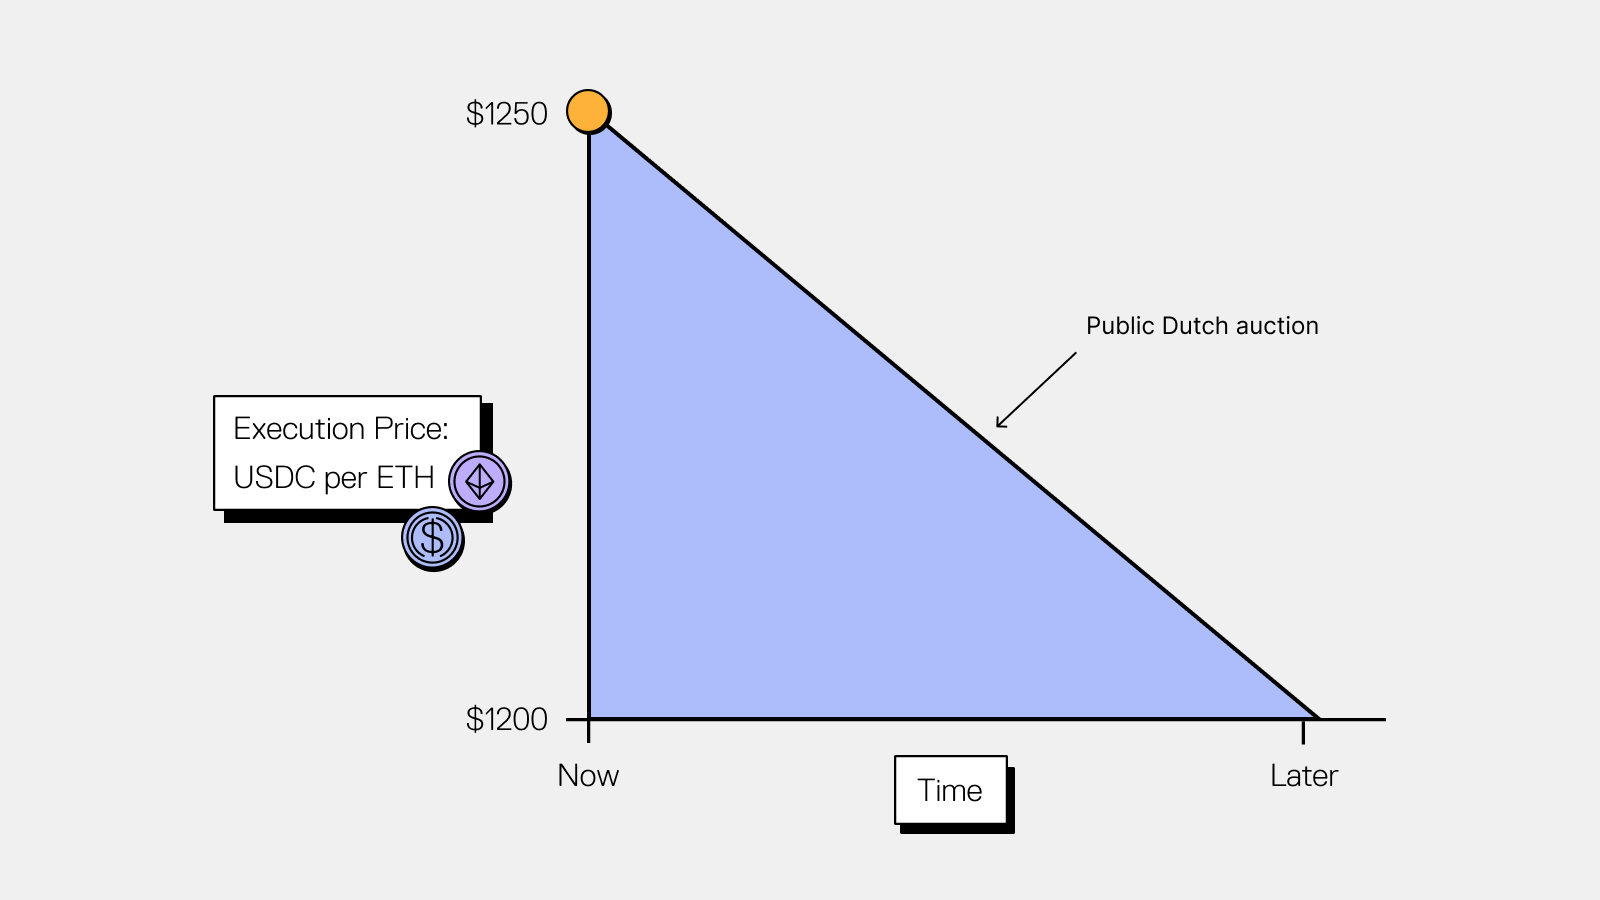 $1250
Public Dutch auction
Execution Price:
USDC per ETH
$
$1200
Now
Later
Time